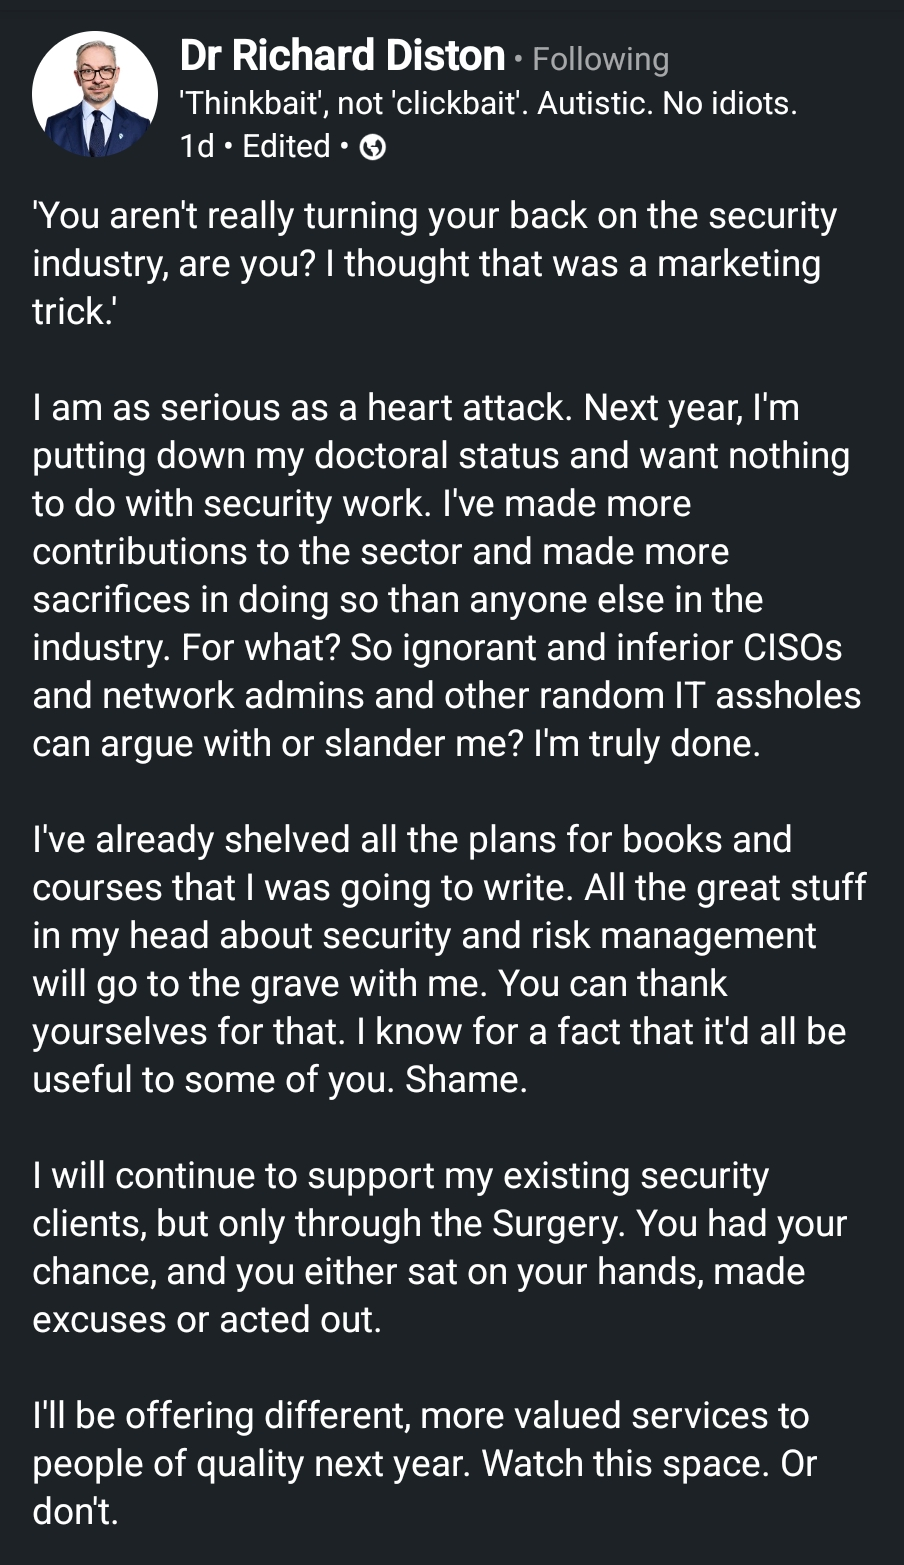 Dr Richard Diston • Following
'Thinkbait', not 'clickbait'. Autistic. No idiots.
1d • Edited •
'You aren't really turning your back on the security
industry, are you? I thought that was a marketing
trick.'
I am as serious as a heart attack. Next year, I'm
putting down my doctoral status and want nothing
to do with security work. I've made more
contributions to the sector and made more
sacrifices in doing so than anyone else in the
industry. For what? So ignorant and inferior CISOs
and network admins and other random IT assholes
can argue with or slander me? I'm truly done.
I've already shelved all the plans for books and
courses that I was going to write. All the great stuff
in my head about security and risk management
will go to the grave with me. You can thank
yourselves for that. I know for a fact that it'd all be
useful to some of you. Shame.
I will continue to support my existing security
clients, but only through the Surgery. You had your
chance, and you either sat on your hands, made
excuses or acted out.
I'll be offering different, more valued services to
people of quality next year. Watch this space. Or
don't.